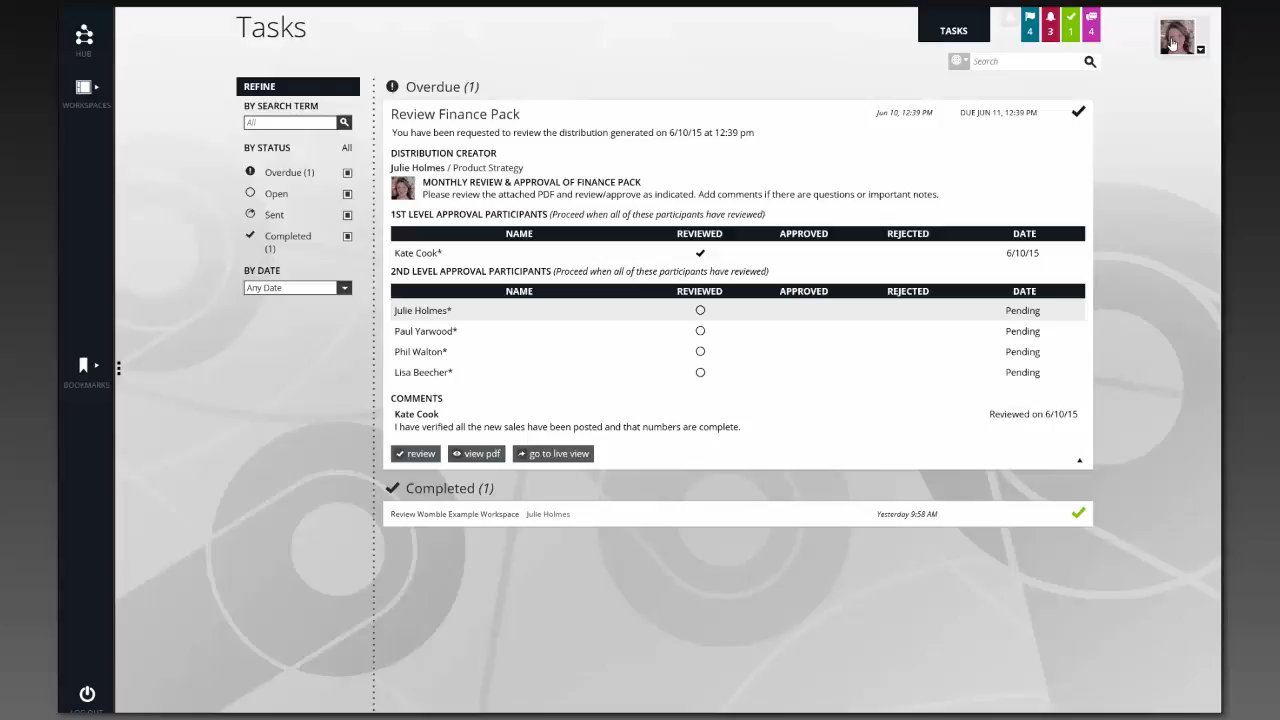 Tasks
TASKS
4
3
1
4
HUB
WORKSPACES
BOOKMARKS
Search
REFINE
BY SEARCH TERM
All
BY STATUS All
Overdue (1)
Open
Sent
Completed
(1)
BY DATE
Any Date
Overdue (1)
Review Finance Pack Jun 10, 12:39 PM DUE JUN 11, 12:39 PM
You have been requested to review the distribution generated on 6/10/15 at 12:39 pm
DISTRIBUTION CREATOR
Julie Holmes / Product Strategy
MONTHLY REVIEW & APPROVAL OF FINANCE PACK
Please review the attached PDF and review/approve as indicated. Add comments if there are questions or important notes.
1ST LEVEL APPROVAL PARTICIPANTS (Proceed when all of these participants have reviewed)
NAME REVIEWED APPROVED REJECTED DATE
Kate Cook* 6/10/15
2ND LEVEL APPROVAL PARTICIPANTS (Proceed when all of these participants have reviewed)
NAME REVIEWED APPROVED REJECTED DATE
Julie Holmes* Pending
Paul Yarwood* Pending
Phil Walton* Pending
Lisa Beecher* Pending
COMMENTS
Kate Cook Reviewed on 6/10/15
I have verified all the new sales have been posted and that numbers are complete.
review view pdf go to live view
Completed (1)
Review Womble Example Workspace Julie Holmes Yesterday 9:58 AM
LOG OUT